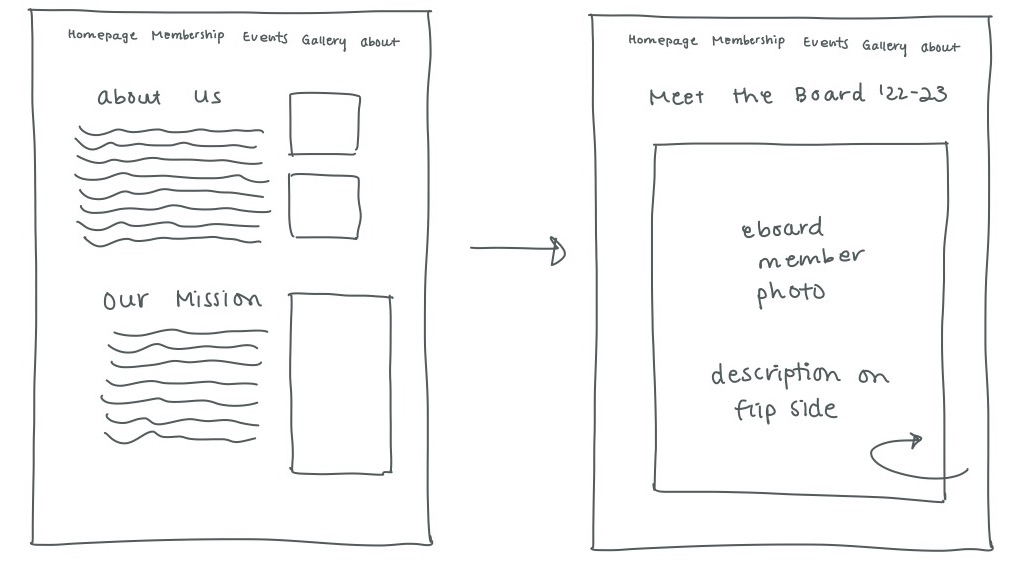 Homepage Membership Events Gallery about
about us
our Mission
Homepage Membership Events Gallery about
Meet the Board '22-23
eboard
member
photo
description on
flip side